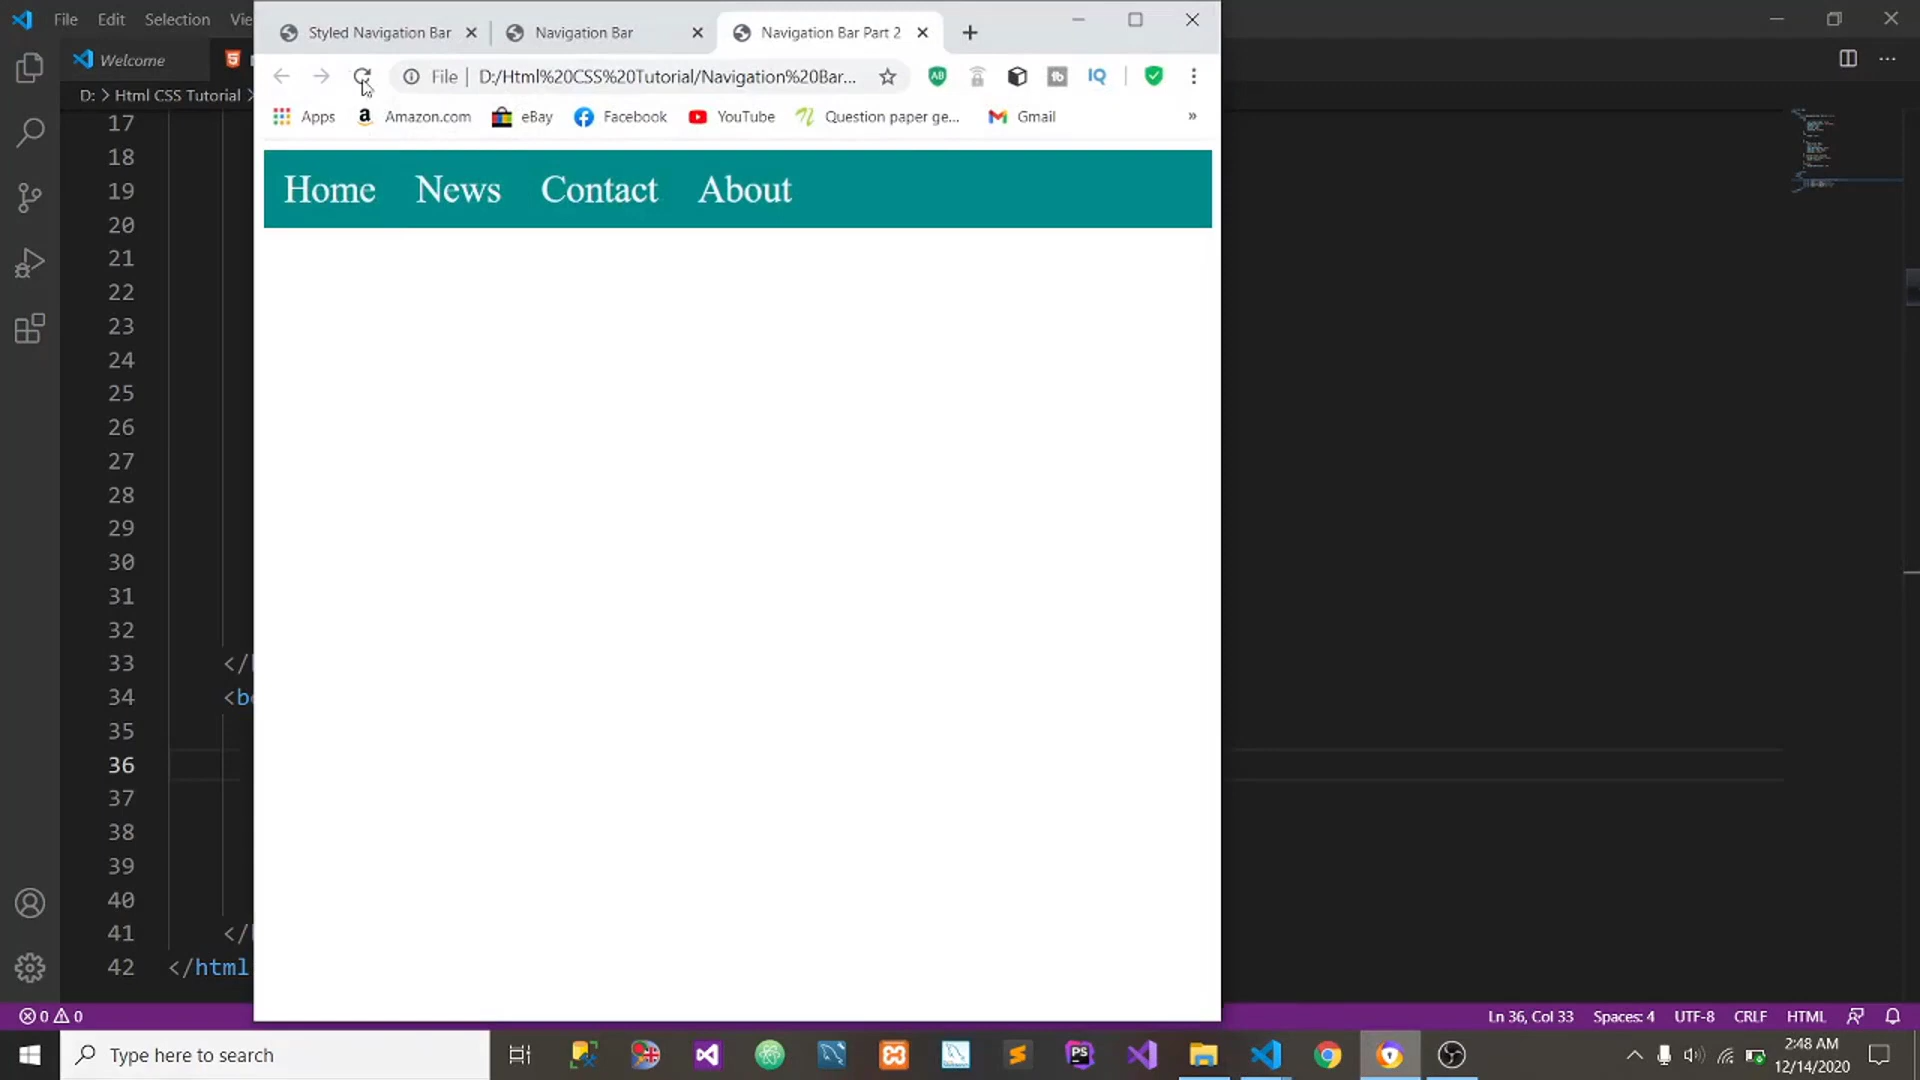 File Edit Selection Vie
Styled Navigation Bar
Navigation Bar
Navigation Bar Part 2
Welcome
File | D:/Html%20CSS%20Tutorial/Navigation%20Bar...
D: > Html CSS Tutorial >
Apps
Amazon.com
eBay
Facebook
YouTube
Question paper ge...
Gmail
»
Home News Contact About
17
18
19
20
21
22
23
24
25
26
27
28
29
30
31
32
33 </
34 <b
35
36
37
38
39
40
41 </
42 </html
0 0
Ln 36, Col 33 Spaces: 4 UTF-8 CRLF HTML
Type here to search
2:48 AM
12/14/2020